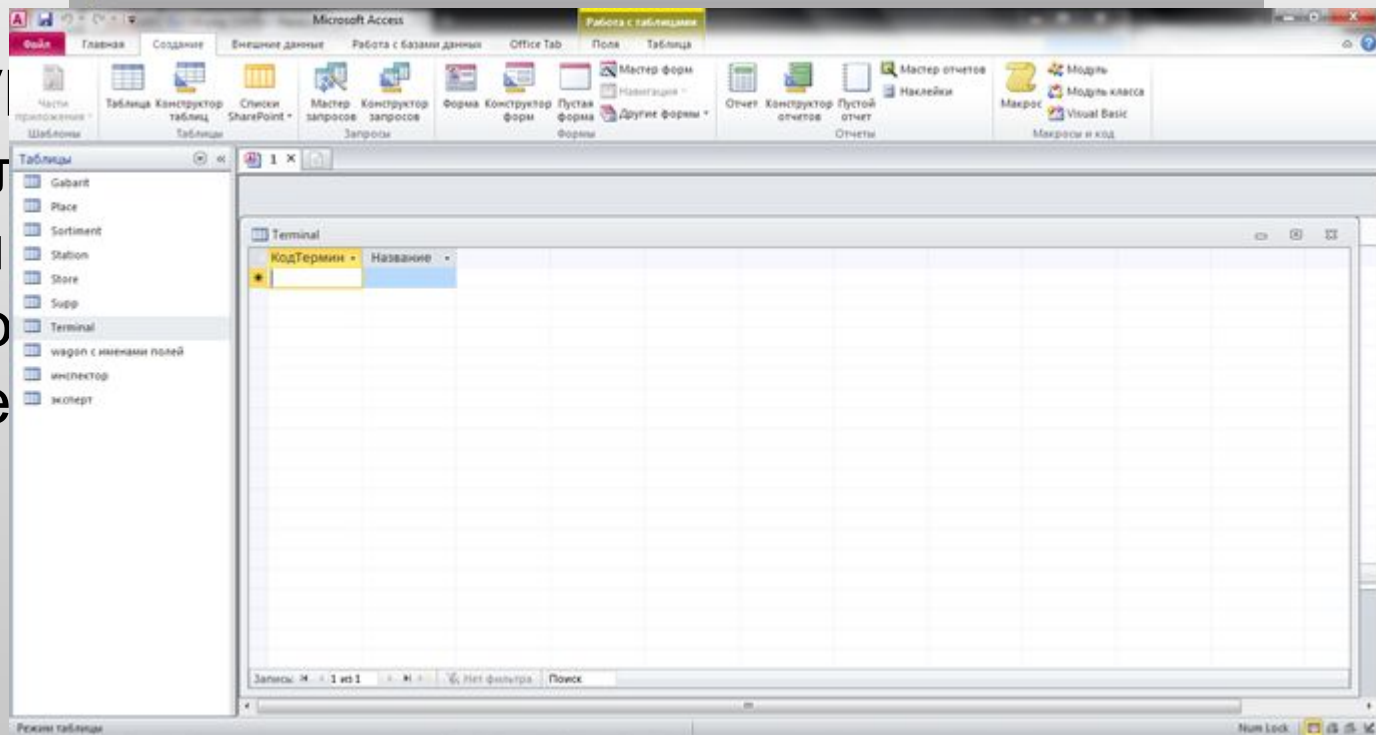 Microsoft Access
Работа с таблицами
Файл Главная Создание Внешние данные Работа с базами данных Office Tab Поля Таблица
Части приложения
Таблица
Конструктор таблиц
Списки SharePoint
Мастер запросов
Конструктор запросов
Форма
Конструктор форм
Пустая форма
Мастер форм
Навигация
Другие формы
Отчет
Конструктор отчетов
Пустой отчет
Мастер отчетов
Наклейки
Макрос
Модуль
Модуль класса
Visual Basic
Шаблоны Таблицы Запросы Формы Отчеты Макросы и код
Таблицы
1
Gabarit
Place
Sortiment
Station
Store
Supp
Terminal
wagon с именами полей
инспектор
эксперт
Terminal
КодТермин Название
Запись: 1 из 1 Нет фильтра Поиск
Режим таблицы
Num Lock